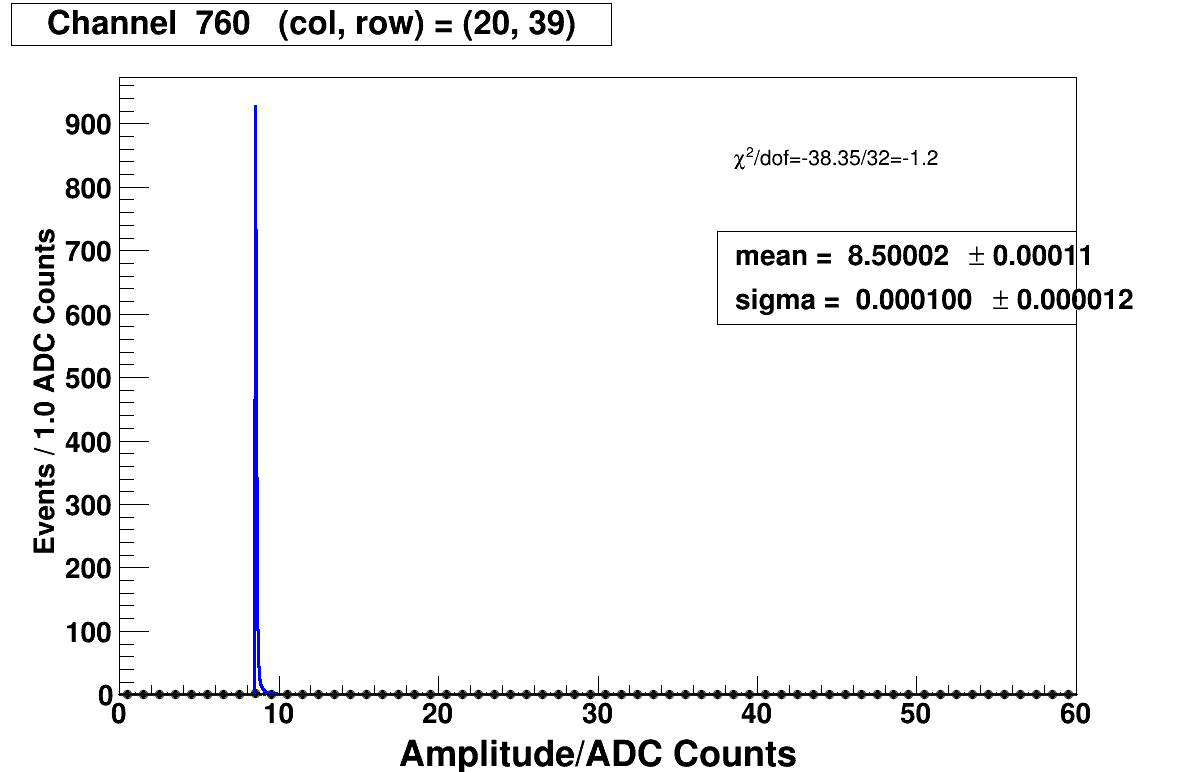 Channel 760 (col, row) = (20, 39)
χ²/dof=-38.35/32=-1.2
mean = 8.50002 ± 0.00011
sigma = 0.000100 ± 0.000012
Events / 1.0 ADC Counts
900
800
700
600
500
400
300
200
100
0
0 10 20 30 40 50 60
Amplitude/ADC Counts